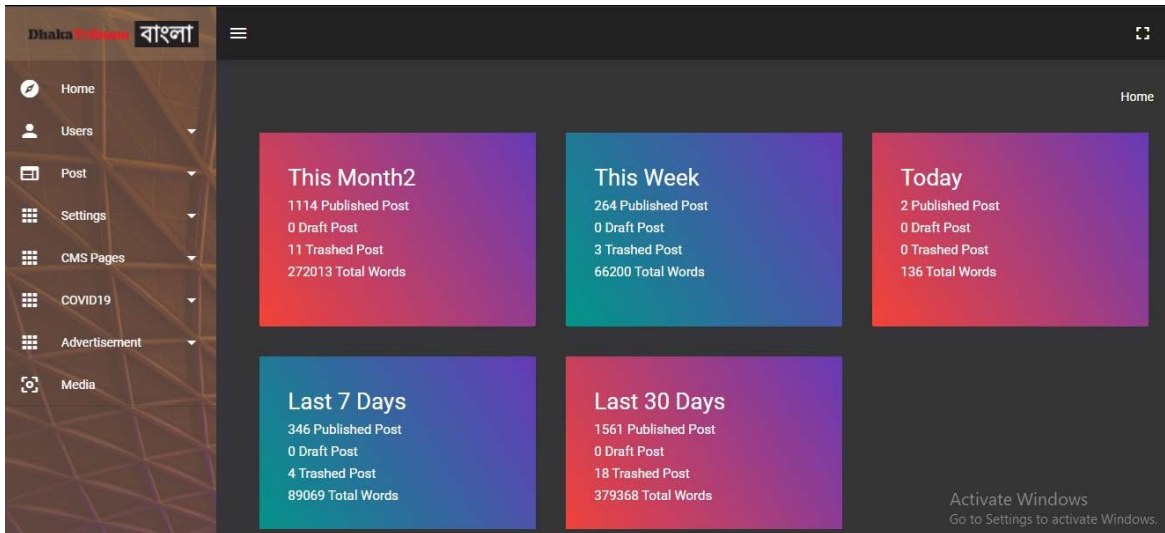 DhakaTribune বাংলা
Home
Users
Post
Settings
CMS Pages
COVID19
Advertisement
Media
Home
This Month2
1114 Published Post
0 Draft Post
11 Trashed Post
272013 Total Words
This Week
264 Published Post
0 Draft Post
3 Trashed Post
66200 Total Words
Today
2 Published Post
0 Draft Post
0 Trashed Post
136 Total Words
Last 7 Days
346 Published Post
0 Draft Post
4 Trashed Post
89069 Total Words
Last 30 Days
1561 Published Post
0 Draft Post
18 Trashed Post
379368 Total Words
Activate Windows
Go to Settings to activate Windows.